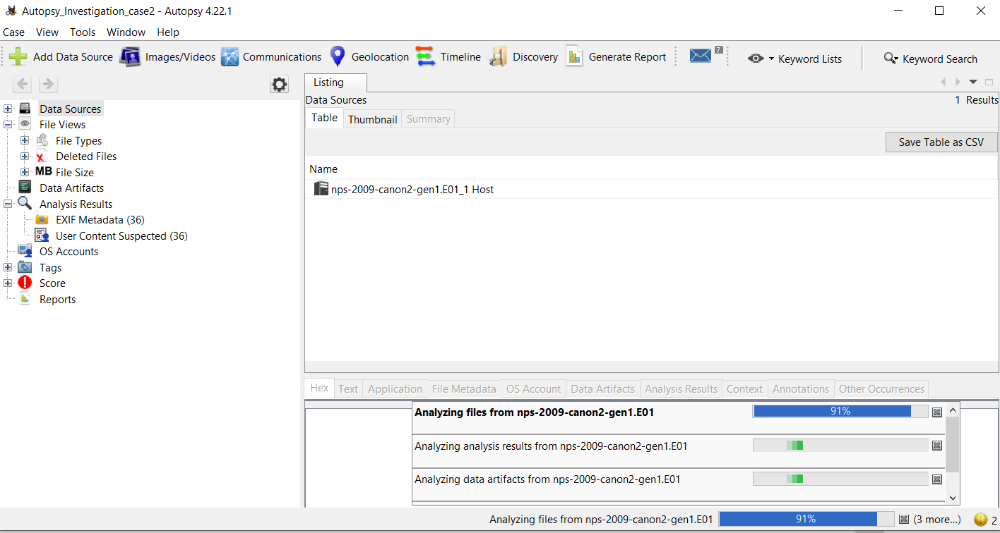 Autopsy_Investigation_case2 - Autopsy 4.22.1
Case View Tools Window Help
Add Data Source Images/Videos Communications Geolocation Timeline Discovery Generate Report 7 Keyword Lists Keyword Search
Listing
Data Sources 1 Results
Table Thumbnail Summary
Save Table as CSV
Name
nps-2009-canon2-gen1.E01_1 Host
Data Sources
File Views
File Types
Deleted Files
MB File Size
Data Artifacts
Analysis Results
EXIF Metadata (36)
User Content Suspected (36)
OS Accounts
Tags
Score
Reports
Hex Text Application File Metadata OS Account Data Artifacts Analysis Results Context Annotations Other Occurrences
Analyzing files from nps-2009-canon2-gen1.E01 91%
Analyzing analysis results from nps-2009-canon2-gen1.E01
Analyzing data artifacts from nps-2009-canon2-gen1.E01
Analyzing files from nps-2009-canon2-gen1.E01 91% (3 more...) 2